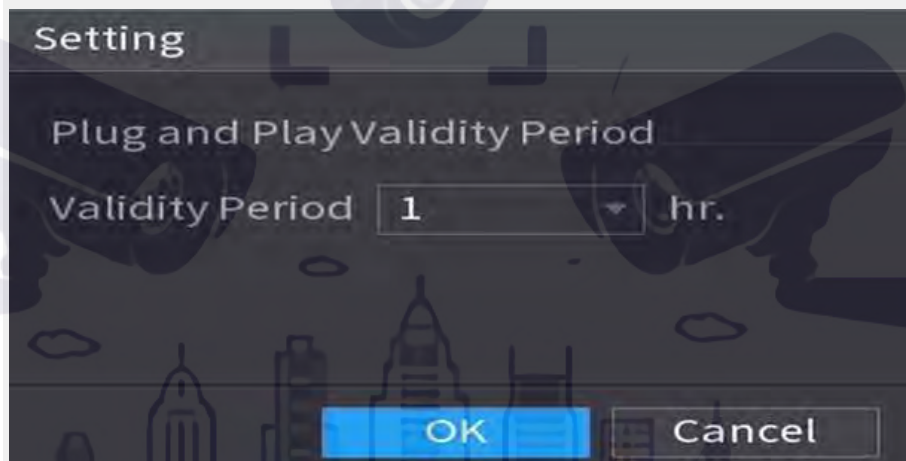 Setting
Plug and Play Validity Period
Validity Period 1 hr.
OK Cancel